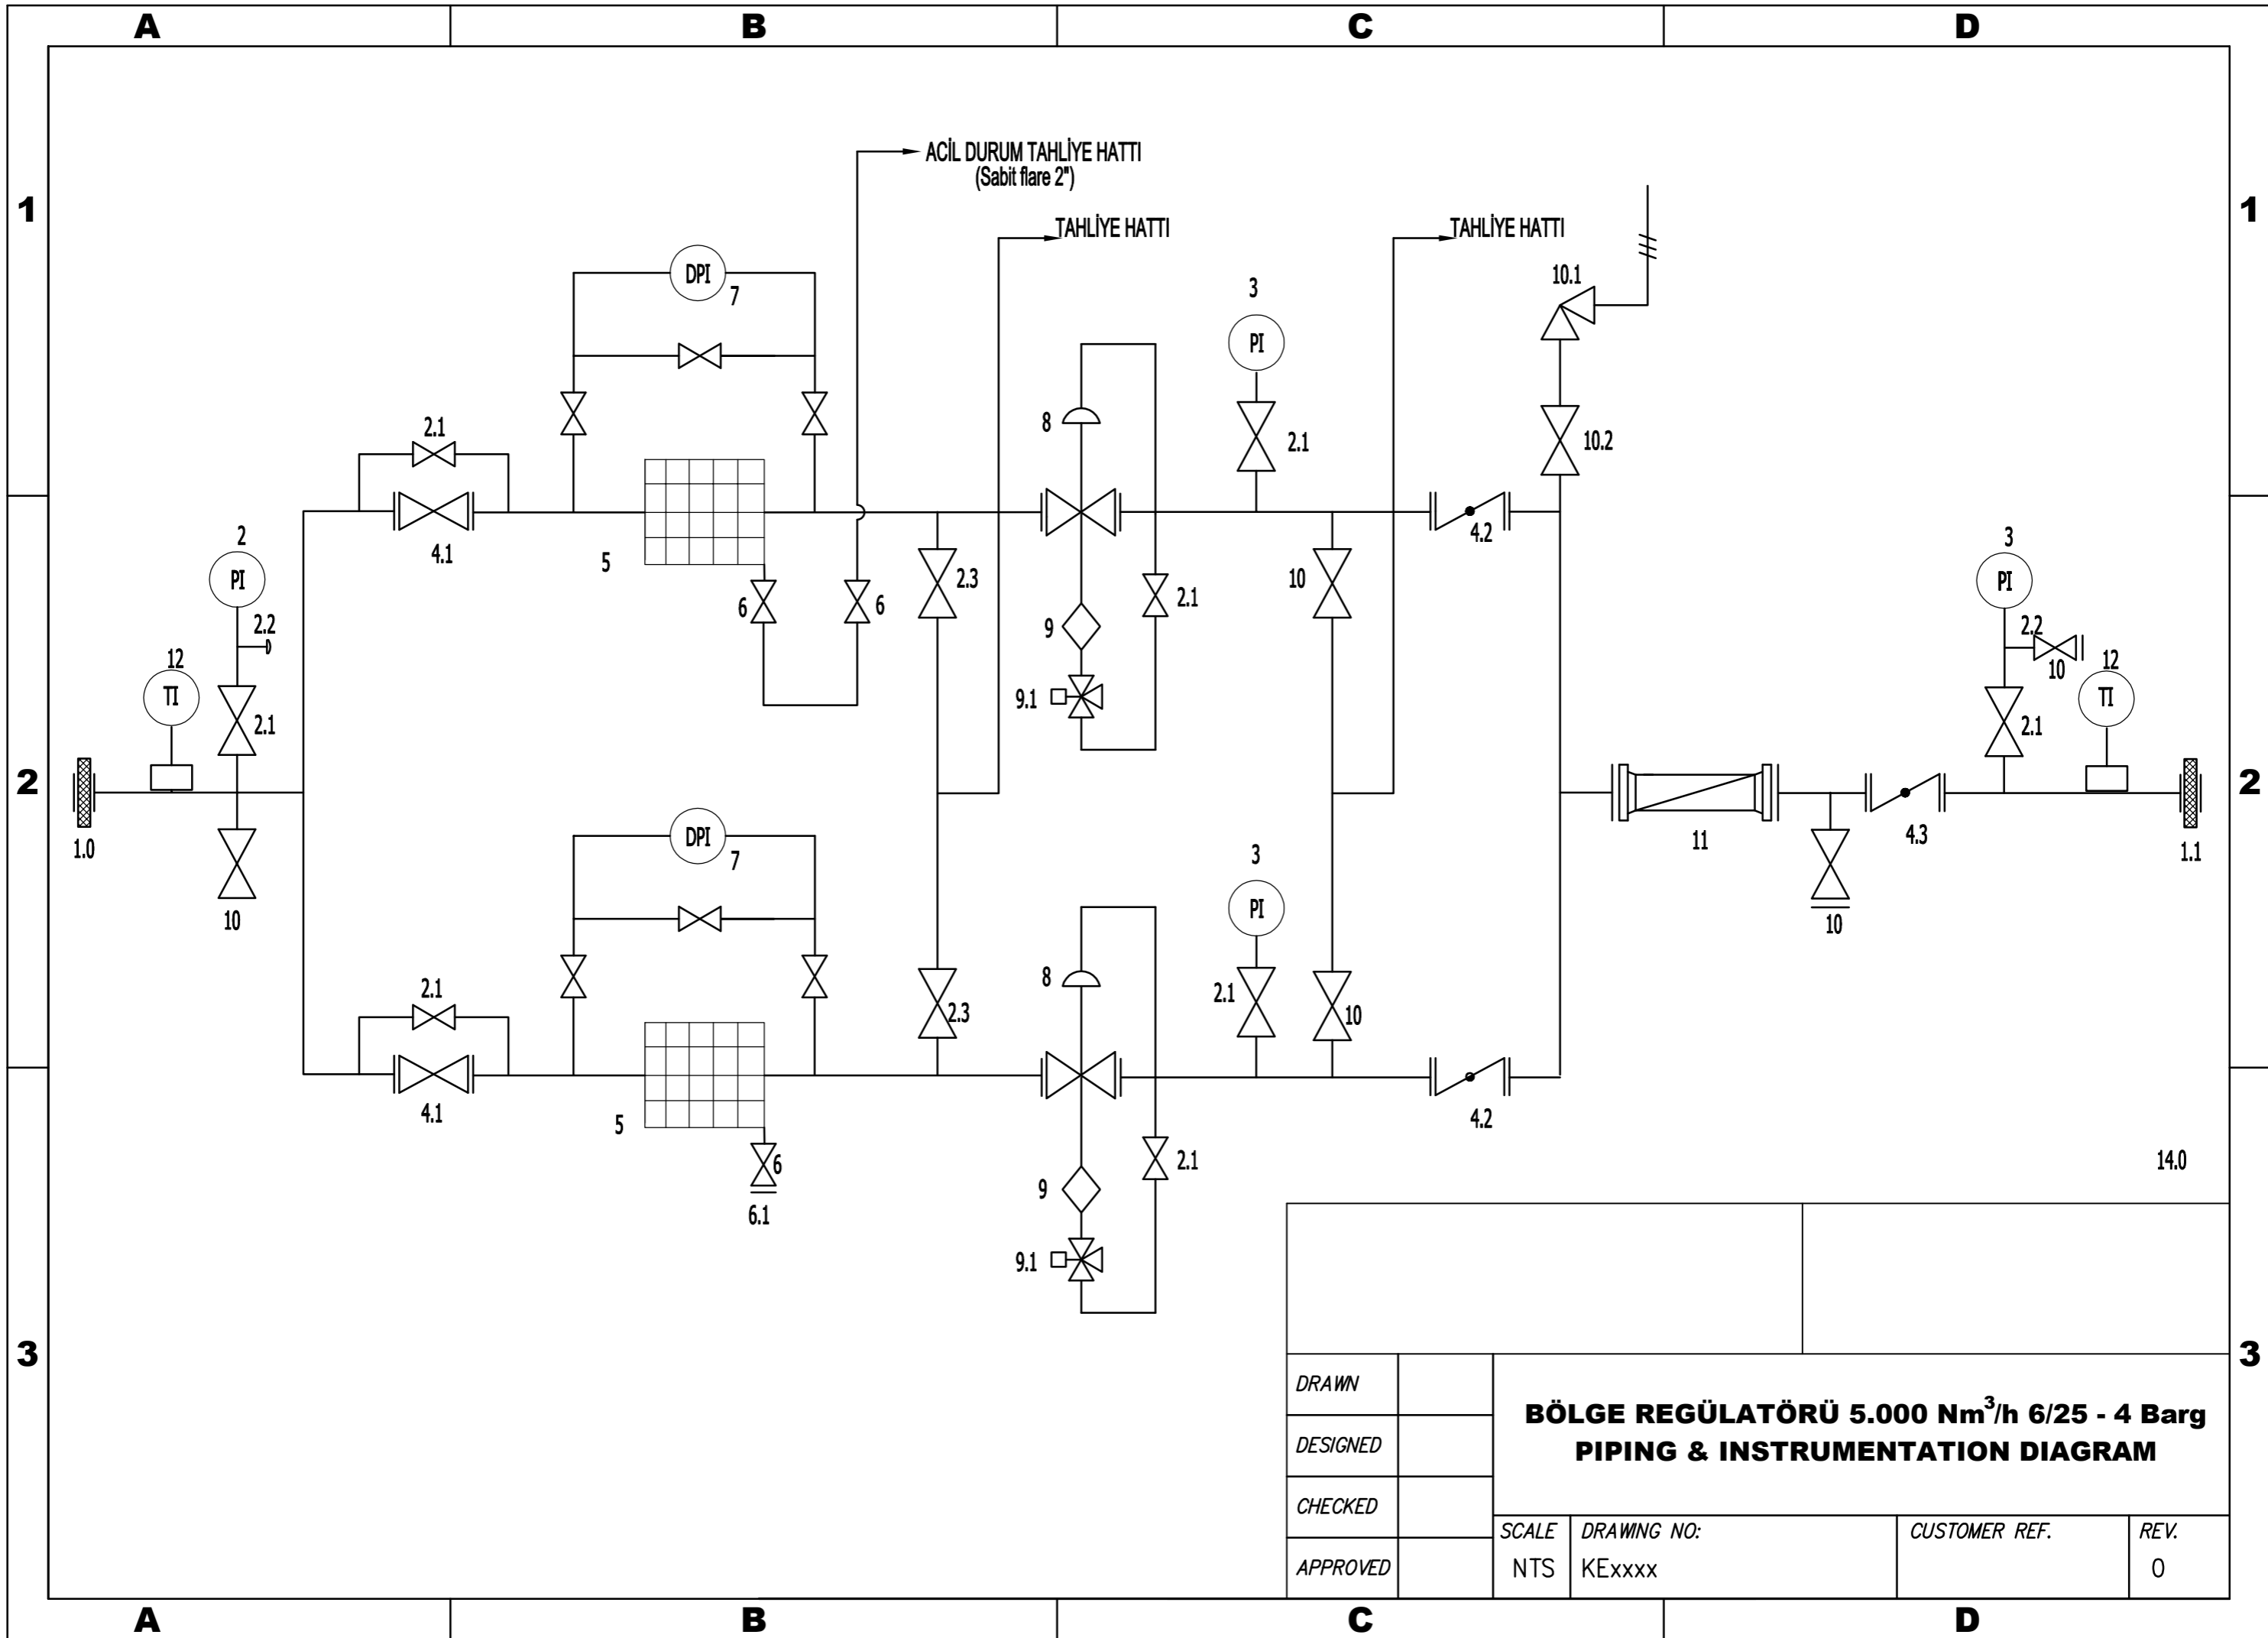 A B C D
1 1
ACİL DURUM TAHLİYE HATTI
(Sabit flare 2")
TAHLİYE HATTI TAHLİYE HATTI
DPI
7
3
PI
2.1
10.1
10.2
2.1
4.1
5
6 6
8
9
9.1
2.1
2.3
10
4.2
2 2
2
PI
2.2
12
TI
2.1
1.0
10
DPI
7
3
PI
2.1
11
10
4.3
3
PI
2.2
10
12
TI
2.1
1.1
2.1
4.1
5
6
6.1
2.3
8
9
9.1
2.1
10
4.2
14.0
3 3
DRAWN
DESIGNED
CHECKED
APPROVED
BÖLGE REGÜLATÖRÜ 5.000 Nm³/h 6/25 - 4 Barg
PIPING & INSTRUMENTATION DIAGRAM
SCALE DRAWING NO: CUSTOMER REF. REV.
NTS KExxxx 0
A B C D